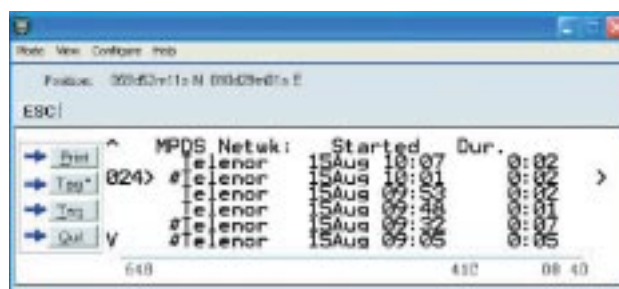 Mode View Configure Help
Position:
ESC
^ MPDS Netwk: Started Dur.
Print Telenor 15Aug 10:07 0:02
Tag* 024> #Telenor 15Aug 10:01 0:02 >
Telenor 15Aug 09:53 0:02
Tag Telenor 15Aug 09:48 0:01
#Telenor 15Aug 09:32 0:07
Quit V #Telenor 15Aug 09:05 0:05